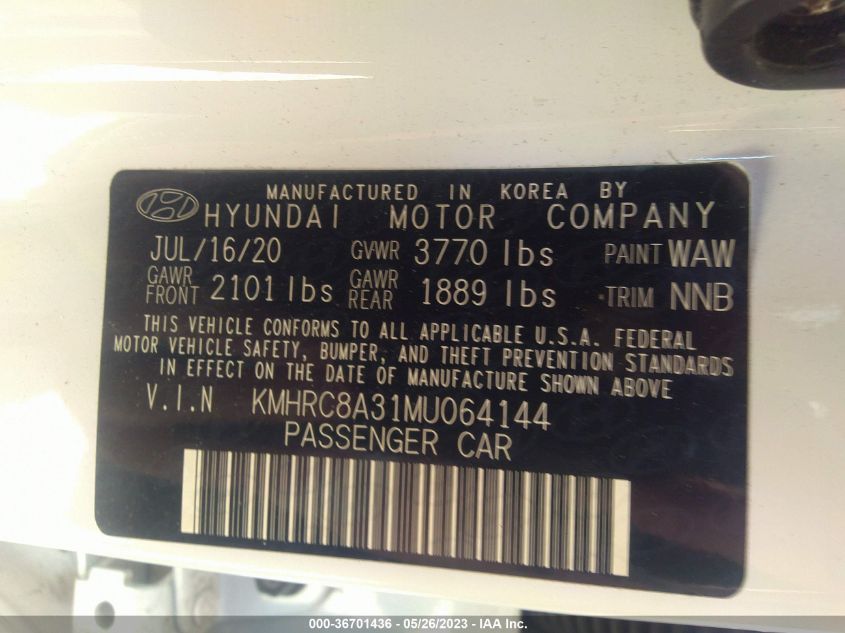 MANUFACTURED IN KOREA BY
HYUNDAI MOTOR COMPANY
JUL/16/20 GVWR 3770 lbs PAINT WAW
GAWR FRONT 2101 lbs GAWR REAR 1889 lbs TRIM NNB
THIS VEHICLE CONFORMS TO ALL APPLICABLE U.S.A. FEDERAL
MOTOR VEHICLE SAFETY, BUMPER, AND THEFT PREVENTION STANDARDS
IN EFFECT ON THE DATE OF MANUFACTURE SHOWN ABOVE
V.I.N KMHRC8A31MU064144
PASSENGER CAR
000-36701436 - 05/26/2023 - IAA Inc.